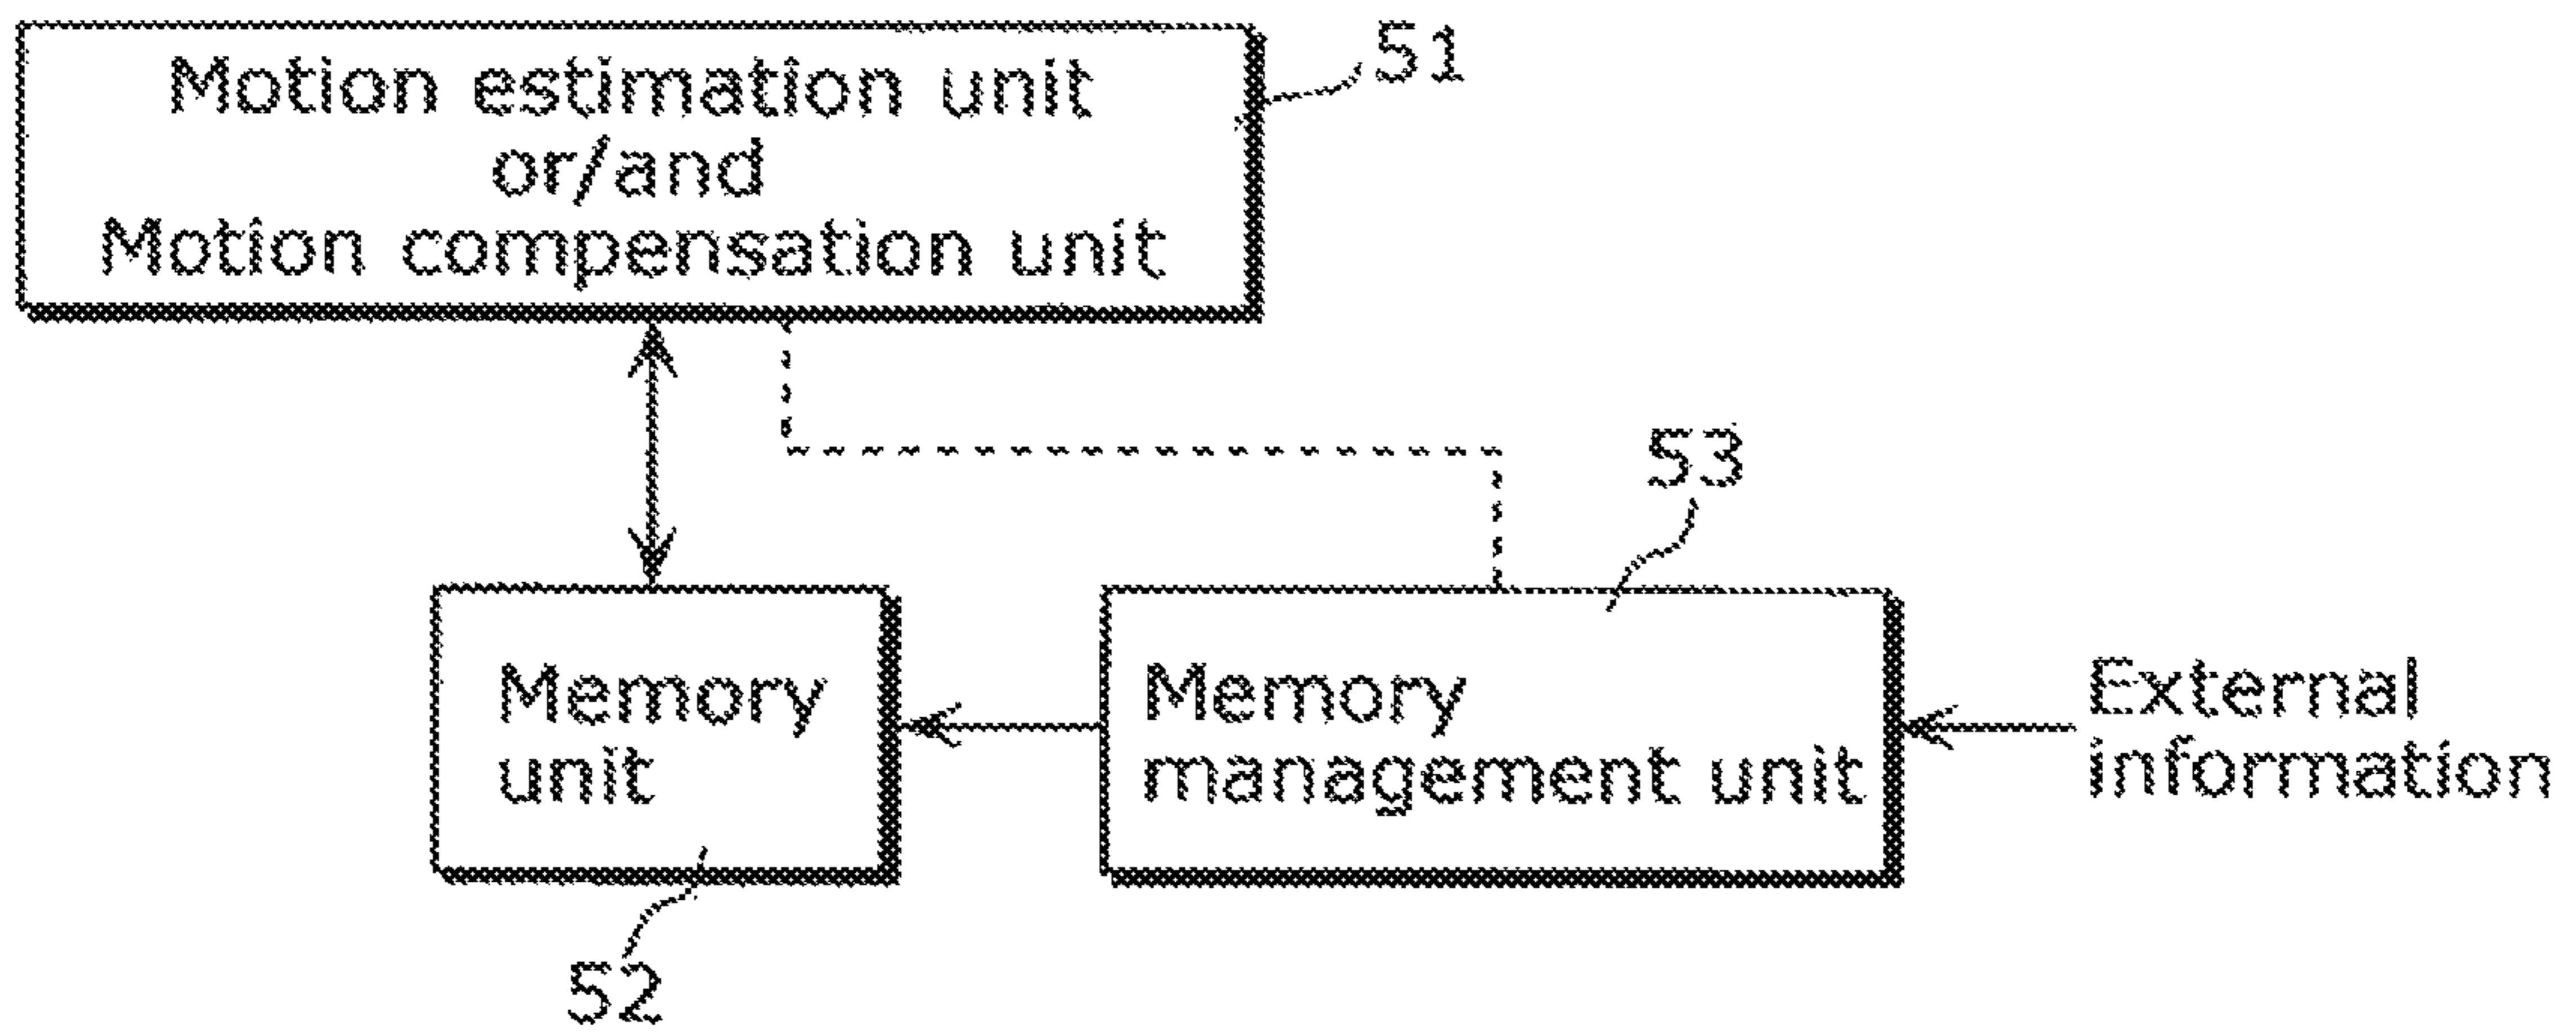 Motion estimation unit
or/and
Motion compensation unit
51
53
Memory
unit
Memory
management unit
External
information
52